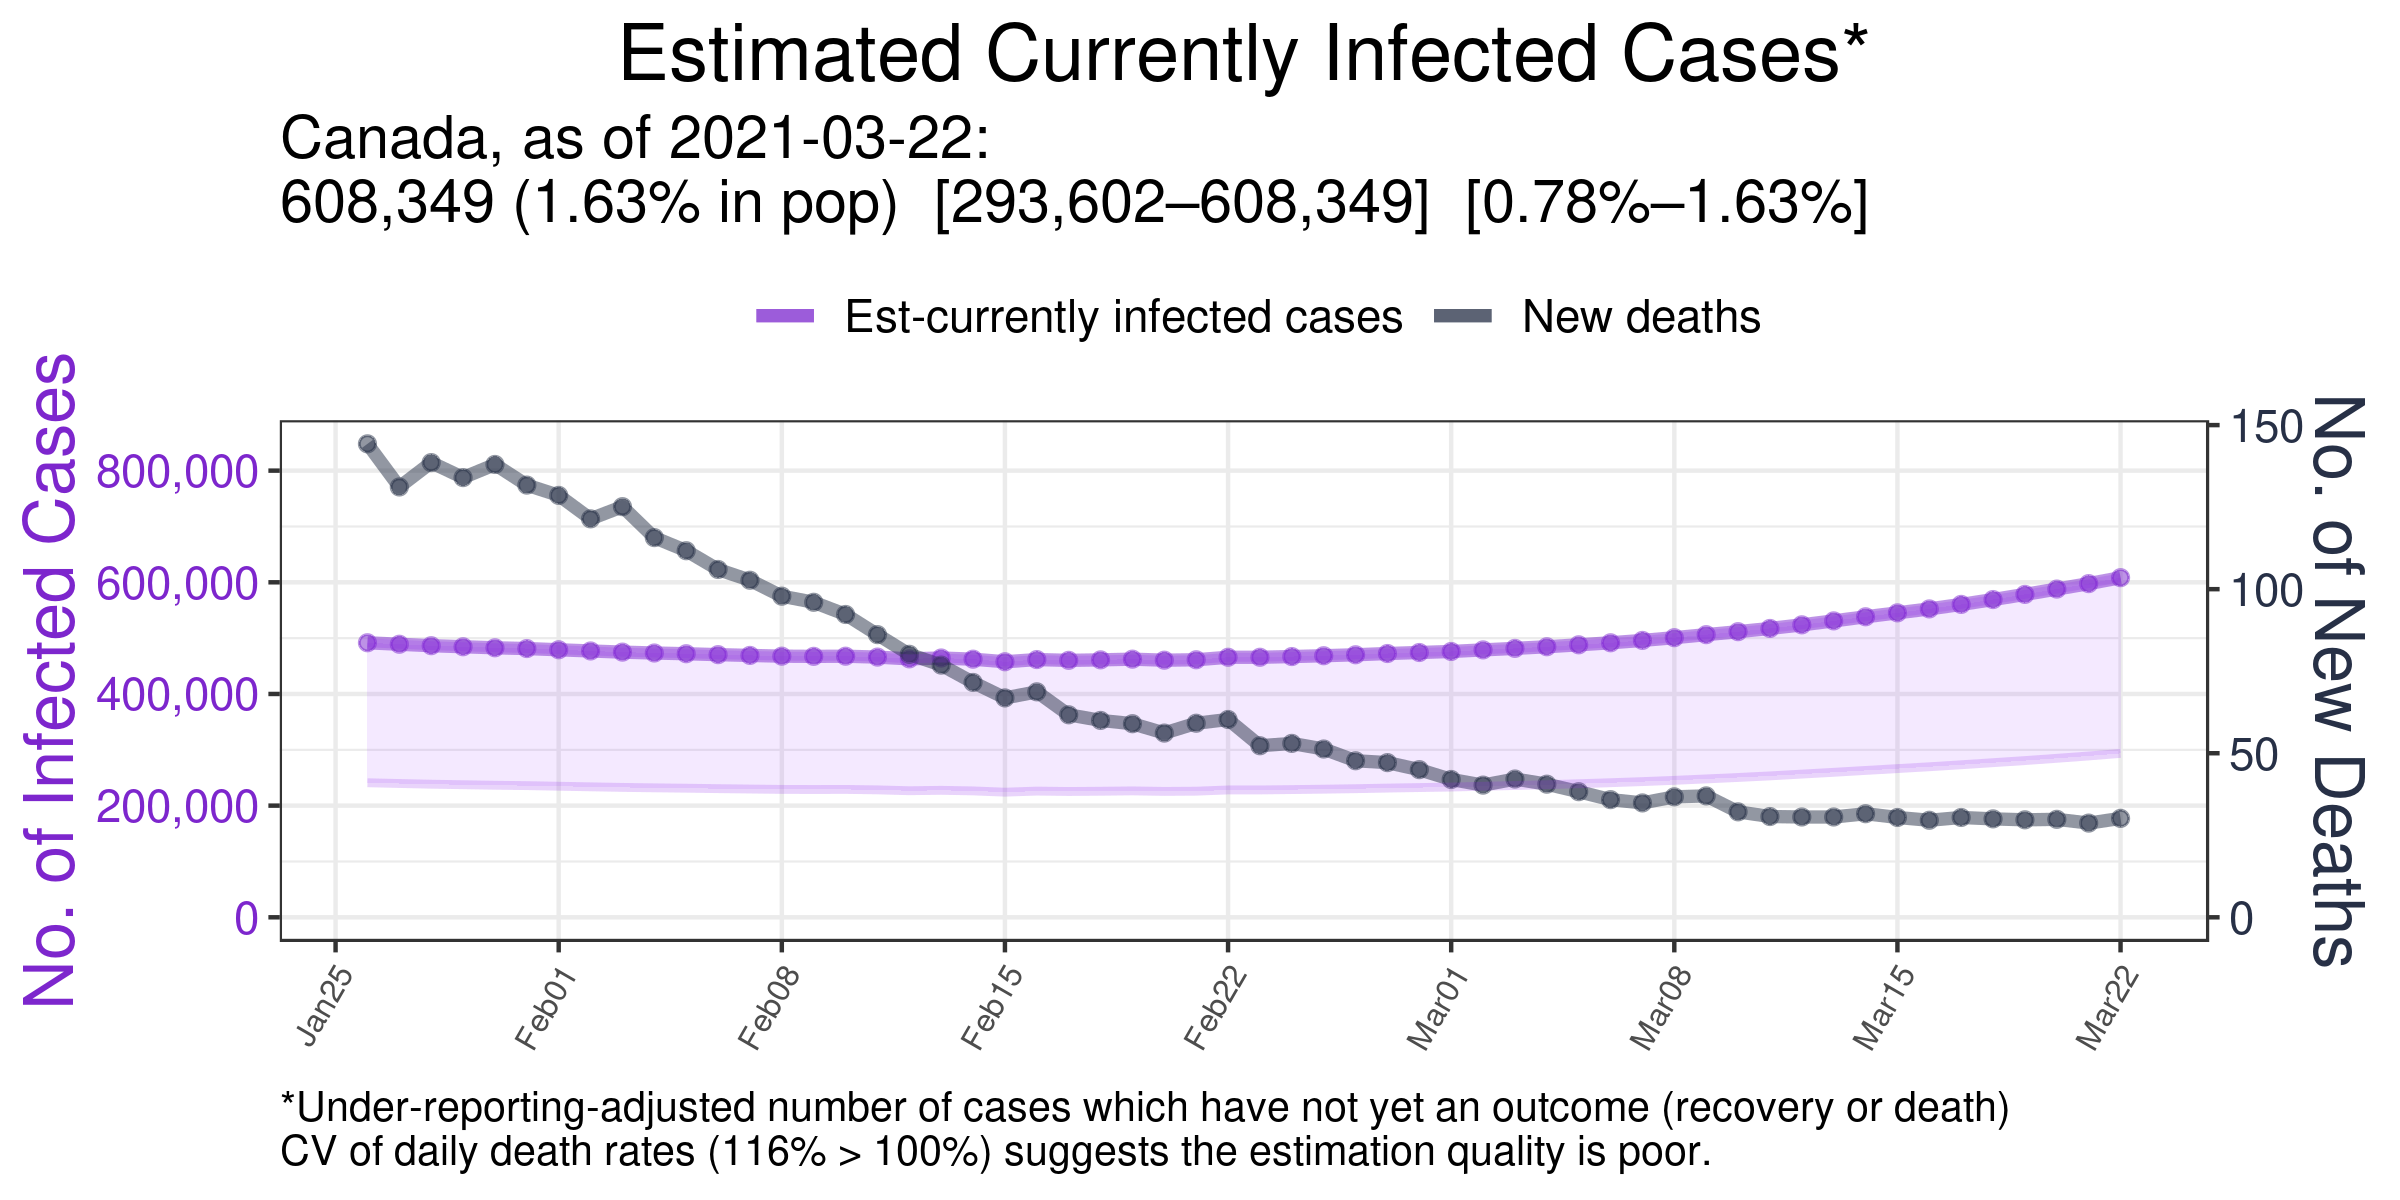 Estimated Currently Infected Cases*
Canada, as of 2021-03-22:
608,349 (1.63% in pop) [293,602–608,349] [0.78%–1.63%]
Est-currently infected cases
New deaths
No. of Infected Cases
800,000
600,000
400,000
200,000
0
150
100
50
0
No. of New Deaths
Jan25
Feb01
Feb08
Feb15
Feb22
Mar01
Mar08
Mar15
Mar22
*Under-reporting-adjusted number of cases which have not yet an outcome (recovery or death)
CV of daily death rates (116% > 100%) suggests the estimation quality is poor.